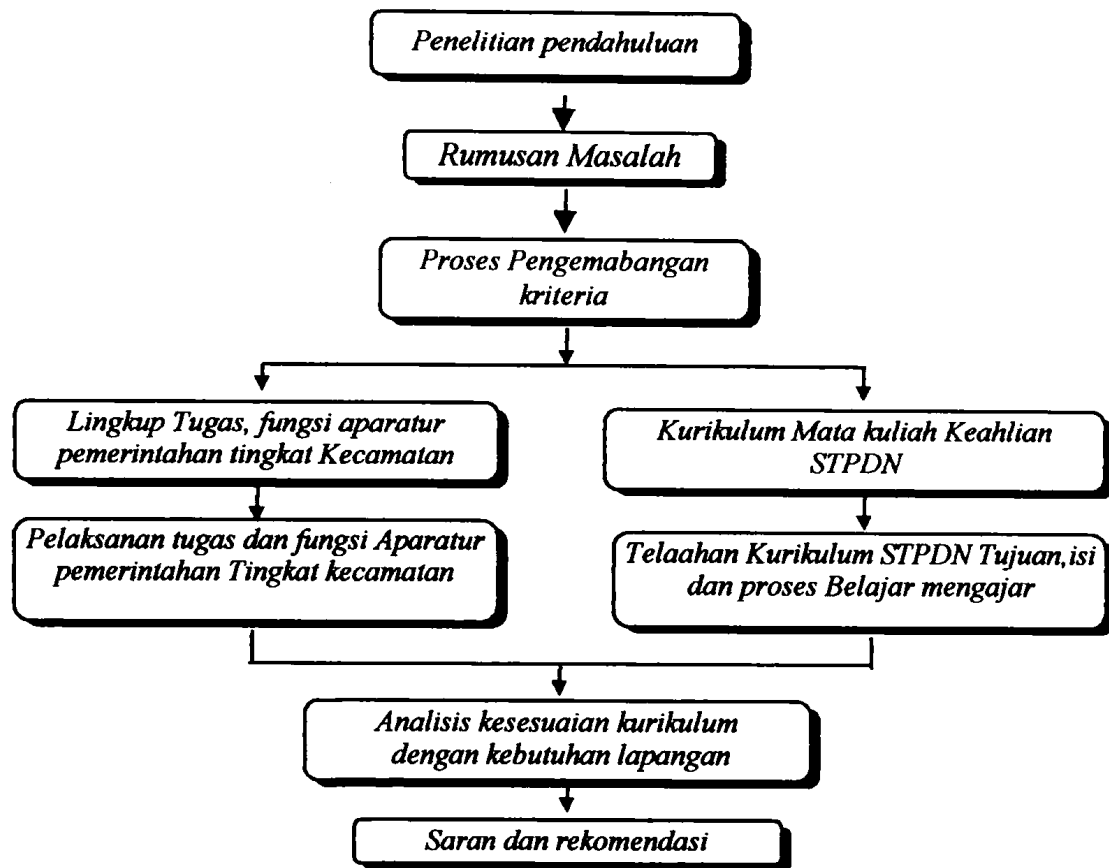 Penelitian pendahuluan
Rumusan Masalah
Proses Pengemabangan
kriteria
Lingkup Tugas, fungsi aparatur
pemerintahan tingkat Kecamatan
Kurikulum Mata kuliah Keahlian
STPDN
Pelaksanan tugas dan fungsi Aparatur
pemerintahan Tingkat kecamatan
Telaahan Kurikulum STPDN Tujuan,isi
dan proses Belajar mengajar
Analisis kesesuaian kurikulum
dengan kebutuhan lapangan
Saran dan rekomendasi